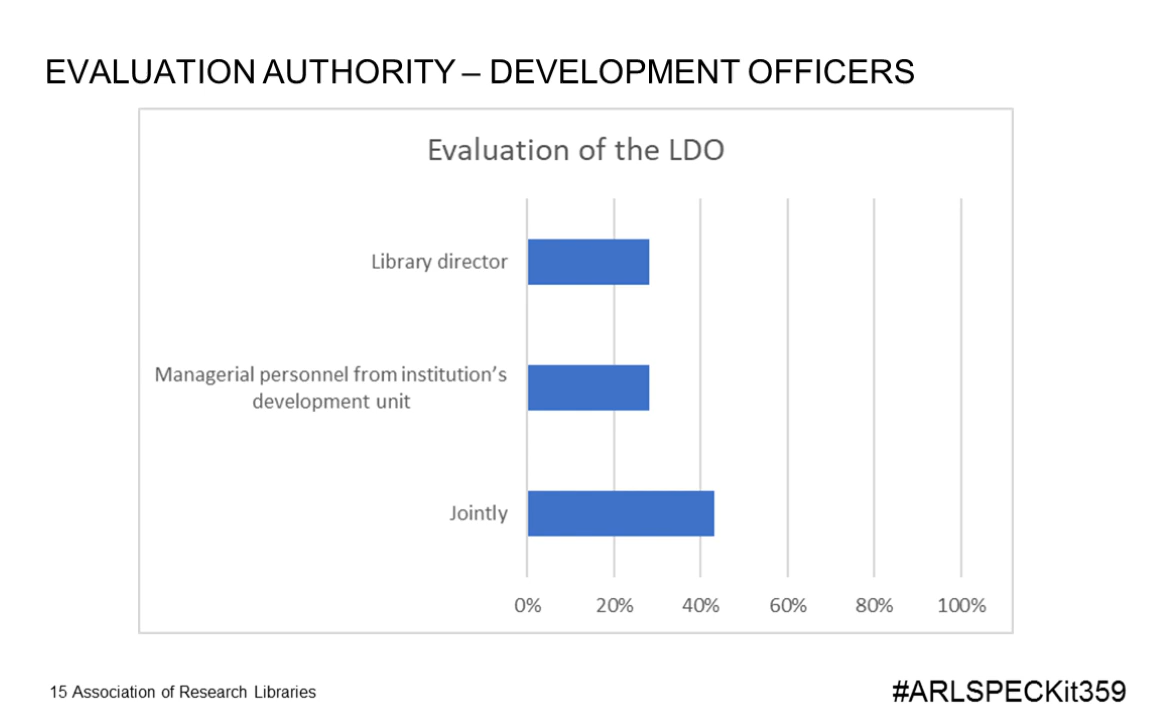 EVALUATION AUTHORITY – DEVELOPMENT OFFICERS
Evaluation of the LDO
Library director
Managerial personnel from institution’s
development unit
Jointly
0% 20% 40% 60% 80% 100%
15 Association of Research Libraries
#ARLSPECKit359